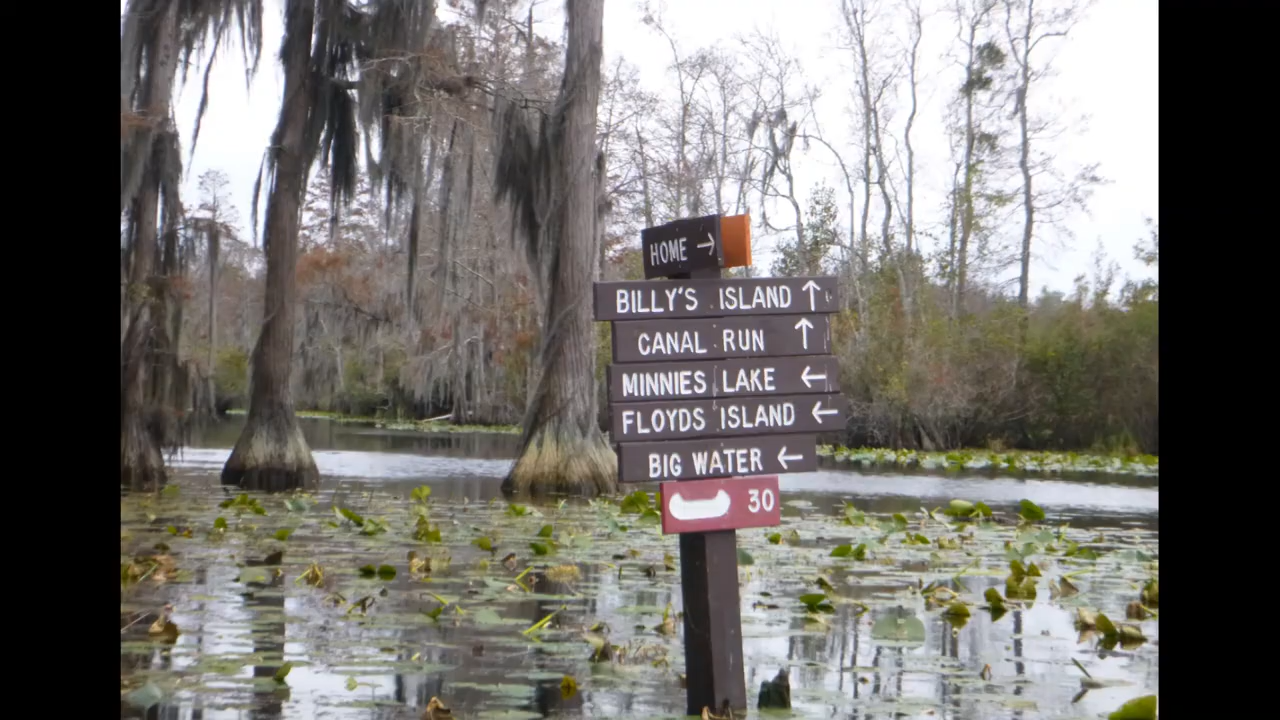 HOME →
BILLY'S ISLAND ↑
CANAL RUN ↑
MINNIES LAKE ←
FLOYDS ISLAND ←
BIG WATER ←
30